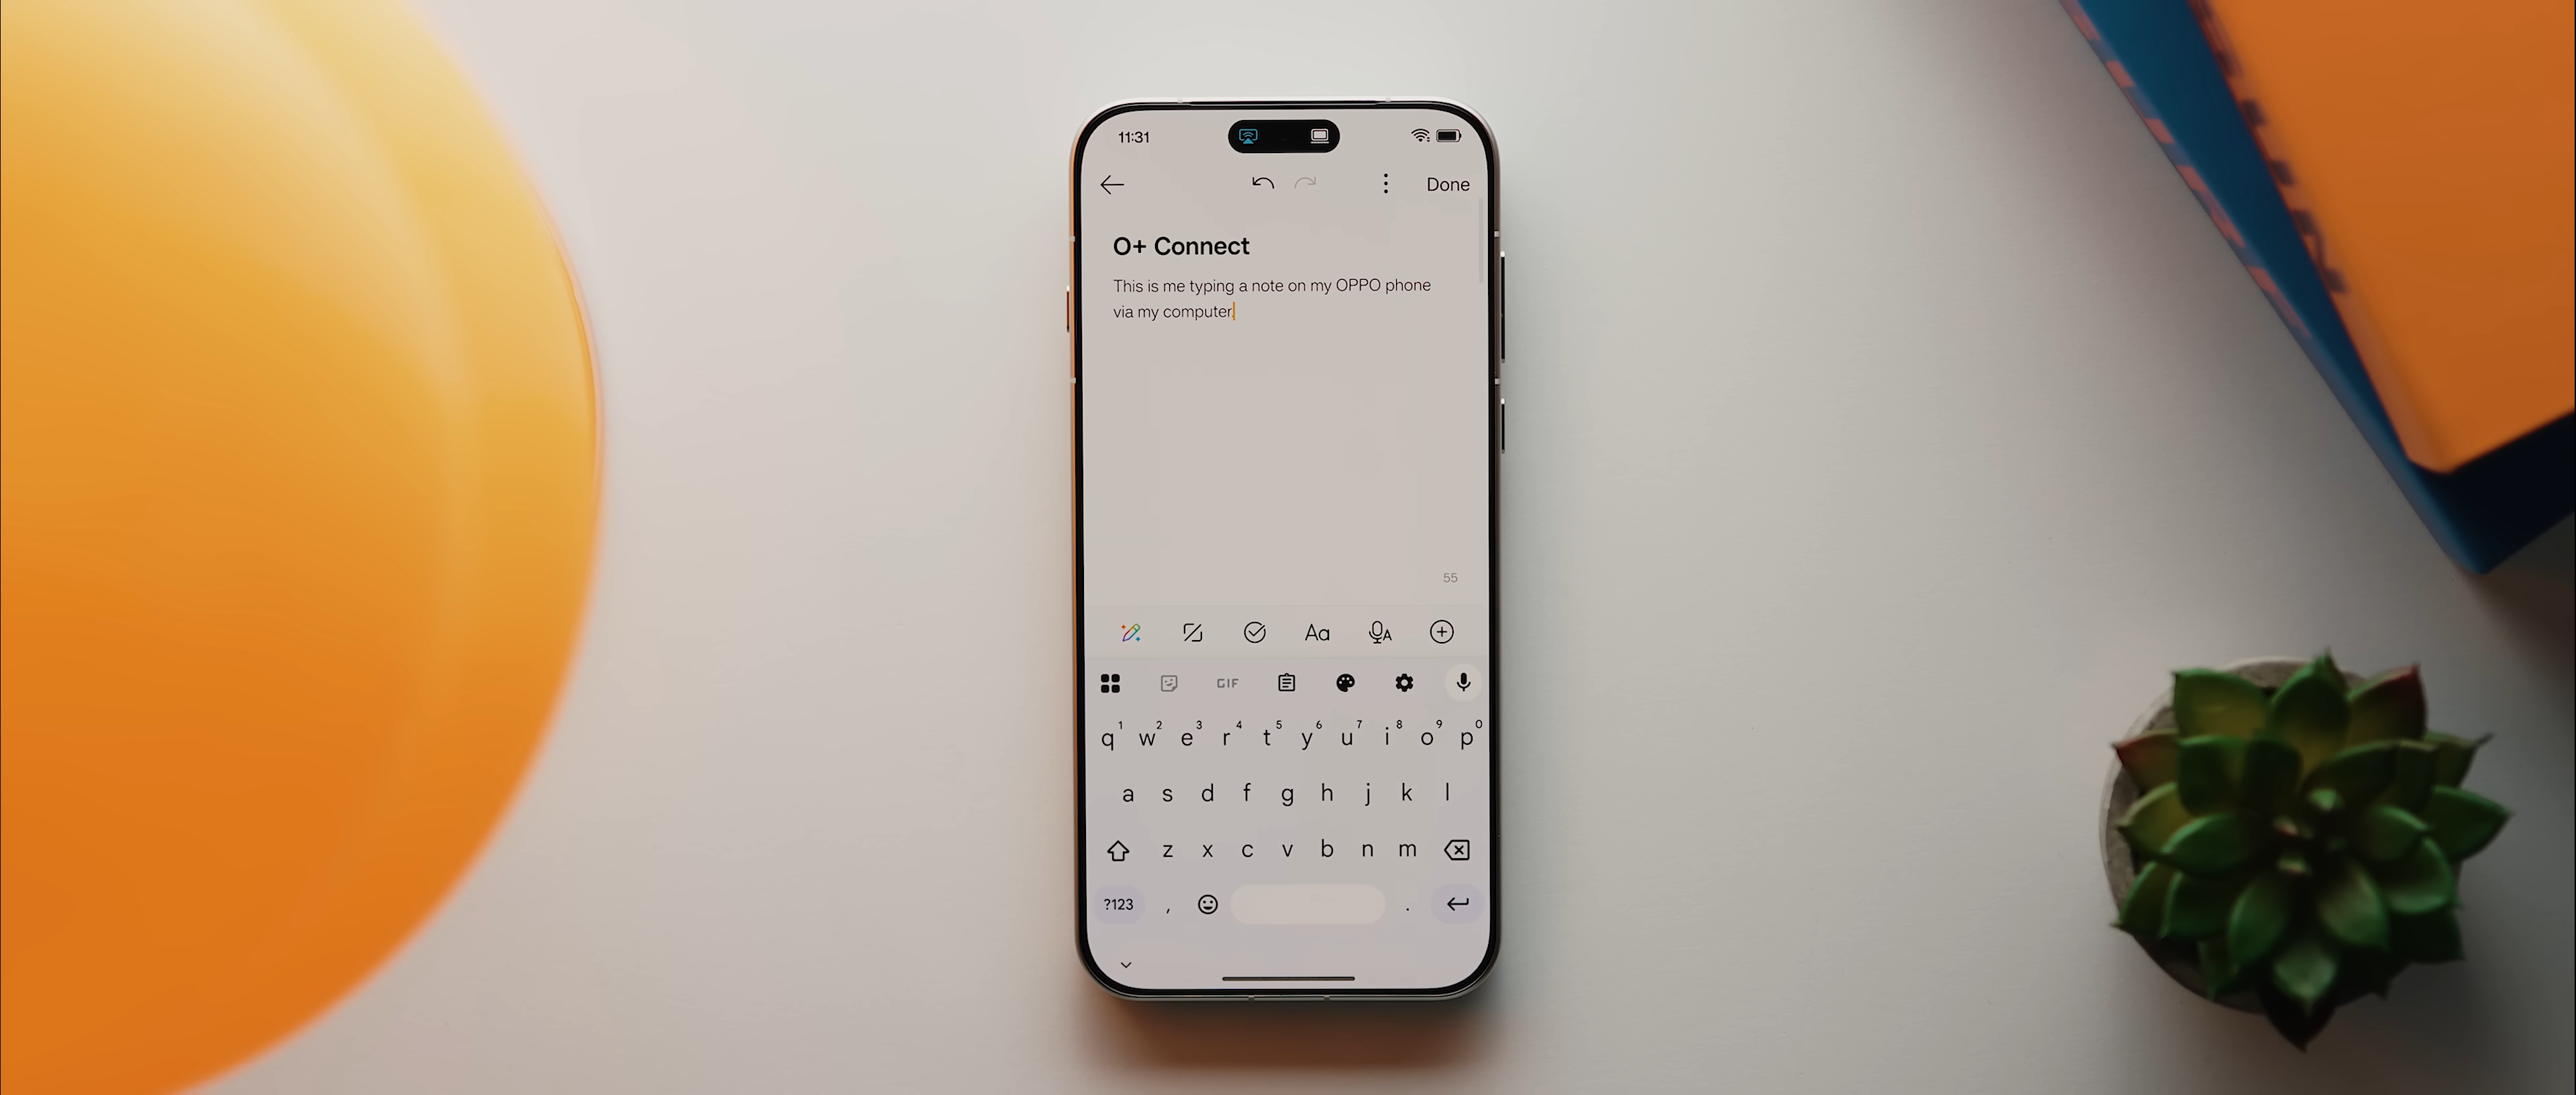 11:31
Done
O+ Connect
This is me typing a note on my OPPO phone
via my computer.
55
Aa
A
GIF
1 2 3 4 5 6 7 8 9 0
q w e r t y u i o p
a s d f g h j k l
z x c v b n m
?123 , .